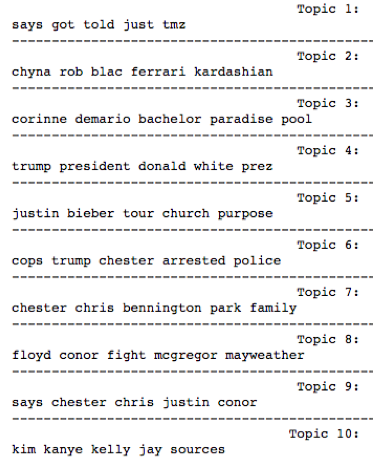 Topic 1:
says got told just tmz
--------------------------------------------------
Topic 2:
chyna rob blac ferrari kardashian
--------------------------------------------------
Topic 3:
corinne demario bachelor paradise pool
--------------------------------------------------
Topic 4:
trump president donald white prez
--------------------------------------------------
Topic 5:
justin bieber tour church purpose
--------------------------------------------------
Topic 6:
cops trump chester arrested police
--------------------------------------------------
Topic 7:
chester chris bennington park family
--------------------------------------------------
Topic 8:
floyd conor fight mcgregor mayweather
--------------------------------------------------
Topic 9:
says chester chris justin conor
--------------------------------------------------
Topic 10:
kim kanye kelly jay sources